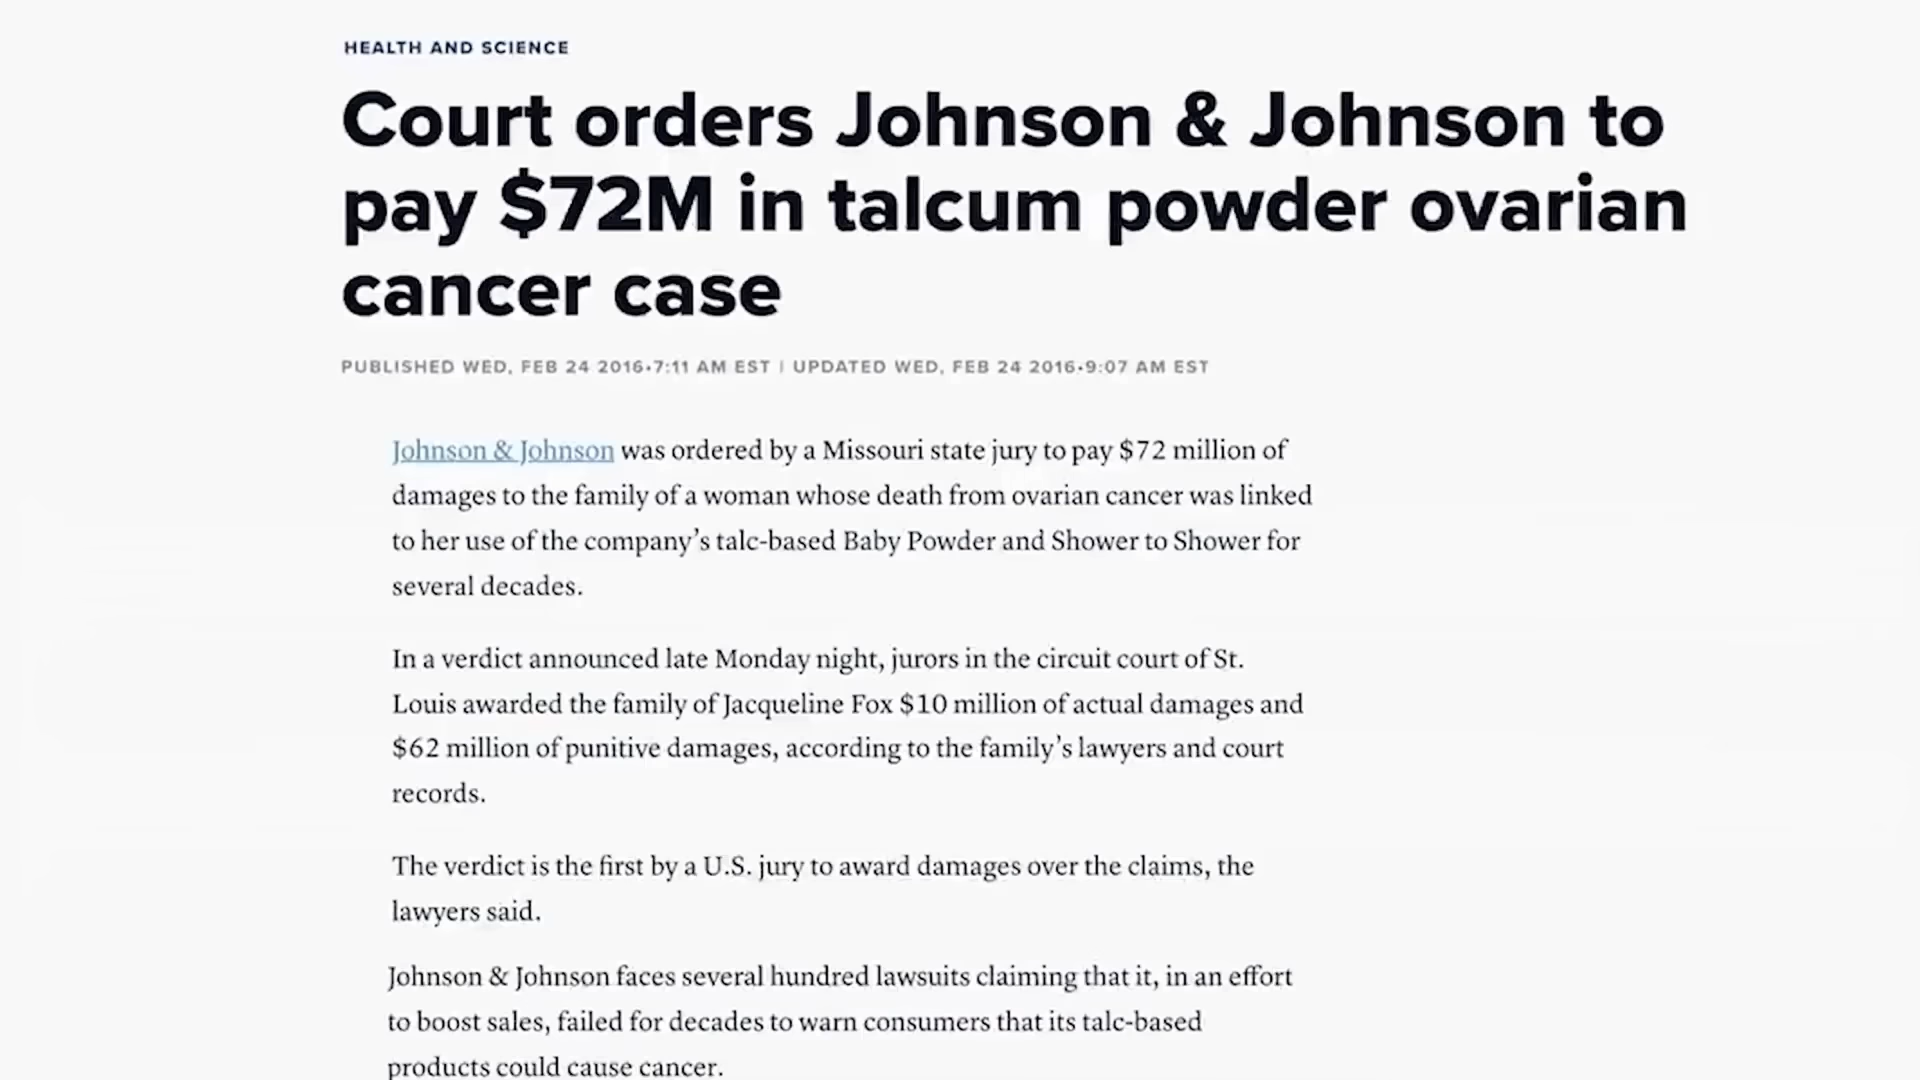 HEALTH AND SCIENCE
Court orders Johnson & Johnson to
pay $72M in talcum powder ovarian
cancer case
PUBLISHED WED, FEB 24 2016•7:11 AM EST | UPDATED WED, FEB 24 2016•9:07 AM EST
Johnson & Johnson was ordered by a Missouri state jury to pay $72 million of
damages to the family of a woman whose death from ovarian cancer was linked
to her use of the company’s talc-based Baby Powder and Shower to Shower for
several decades.
In a verdict announced late Monday night, jurors in the circuit court of St.
Louis awarded the family of Jacqueline Fox $10 million of actual damages and
$62 million of punitive damages, according to the family’s lawyers and court
records.
The verdict is the first by a U.S. jury to award damages over the claims, the
lawyers said.
Johnson & Johnson faces several hundred lawsuits claiming that it, in an effort
to boost sales, failed for decades to warn consumers that its talc-based
products could cause cancer.